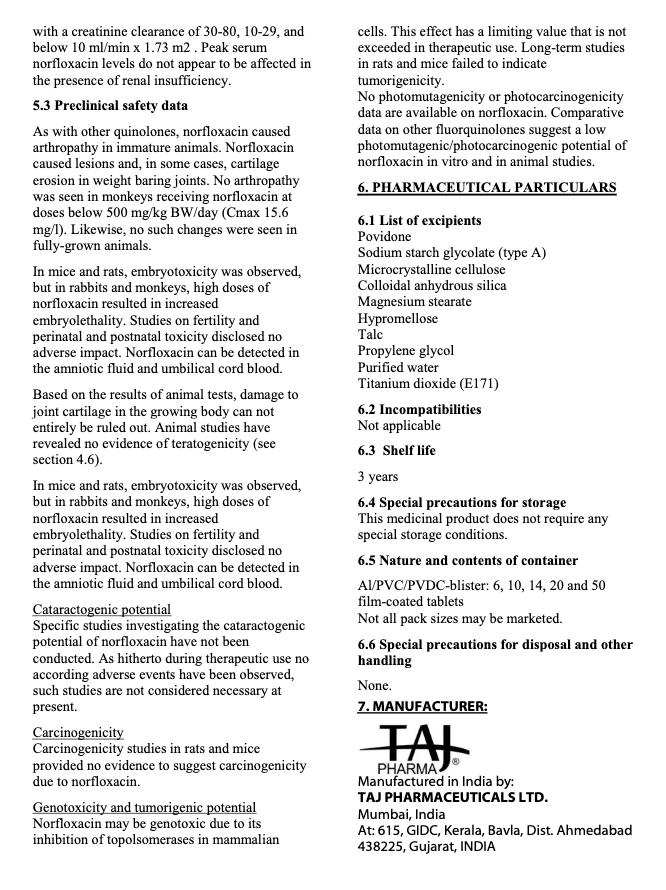 with a creatinine clearance of 30-80, 10-29, and
below 10 ml/min x 1.73 m2 . Peak serum
norfloxacin levels do not appear to be affected in
the presence of renal insufficiency.
5.3 Preclinical safety data
As with other quinolones, norfloxacin caused
arthropathy in immature animals. Norfloxacin
caused lesions and, in some cases, cartilage
erosion in weight baring joints. No arthropathy
was seen in monkeys receiving norfloxacin at
doses below 500 mg/kg BW/day (Cmax 15.6
mg/l). Likewise, no such changes were seen in
fully-grown animals.
In mice and rats, embryotoxicity was observed,
but in rabbits and monkeys, high doses of
norfloxacin resulted in increased
embryolethality. Studies on fertility and
perinatal and postnatal toxicity disclosed no
adverse impact. Norfloxacin can be detected in
the amniotic fluid and umbilical cord blood.
Based on the results of animal tests, damage to
joint cartilage in the growing body can not
entirely be ruled out. Animal studies have
revealed no evidence of teratogenicity (see
section 4.6).
In mice and rats, embryotoxicity was observed,
but in rabbits and monkeys, high doses of
norfloxacin resulted in increased
embryolethality. Studies on fertility and
perinatal and postnatal toxicity disclosed no
adverse impact. Norfloxacin can be detected in
the amniotic fluid and umbilical cord blood.
Cataractogenic potential
Specific studies investigating the cataractogenic
potential of norfloxacin have not been
conducted. As hitherto during therapeutic use no
according adverse events have been observed,
such studies are not considered necessary at
present.
Carcinogenicity
Carcinogenicity studies in rats and mice
provided no evidence to suggest carcinogenicity
due to norfloxacin.
Genotoxicity and tumorigenic potential
Norfloxacin may be genotoxic due to its
inhibition of topolsomerases in mammalian
cells. This effect has a limiting value that is not
exceeded in therapeutic use. Long-term studies
in rats and mice failed to indicate
tumorigenicity.
No photomutagenicity or photocarcinogenicity
data are available on norfloxacin. Comparative
data on other fluorquinolones suggest a low
photomutagenic/photocarcinogenic potential of
norfloxacin in vitro and in animal studies.
6. PHARMACEUTICAL PARTICULARS
6.1 List of excipients
Povidone
Sodium starch glycolate (type A)
Microcrystalline cellulose
Colloidal anhydrous silica
Magnesium stearate
Hypromellose
Talc
Propylene glycol
Purified water
Titanium dioxide (E171)
6.2 Incompatibilities
Not applicable
6.3 Shelf life
3 years
6.4 Special precautions for storage
This medicinal product does not require any
special storage conditions.
6.5 Nature and contents of container
Al/PVC/PVDC-blister: 6, 10, 14, 20 and 50
film-coated tablets
Not all pack sizes may be marketed.
6.6 Special precautions for disposal and other
handling
None.
7. MANUFACTURER:
TAJ
PHARMA ®
Manufactured in India by:
TAJ PHARMACEUTICALS LTD.
Mumbai, India
At: 615, GIDC, Kerala, Bavla, Dist. Ahmedabad
438225, Gujarat, INDIA